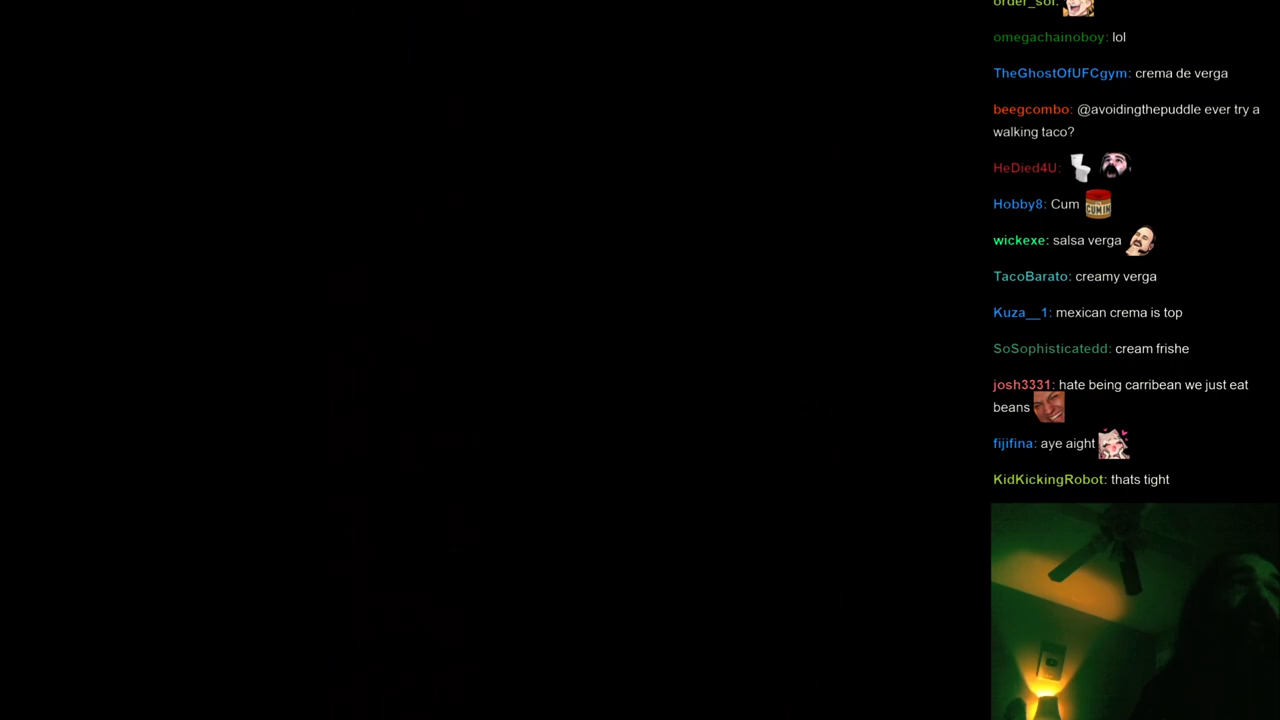 order_sol:
omegachainoboy: lol
TheGhostOfUFCgym: crema de verga
beegcombo: @avoidingthepuddle ever try a
walking taco?
HeDied4U:
Hobby8: Cum CUMIN
wickexe: salsa verga
TacoBarato: creamy verga
Kuza__1: mexican crema is top
SoSophisticatedd: cream frishe
josh3331: hate being carribean we just eat
beans
fijifina: aye aight
KidKickingRobot: thats tight